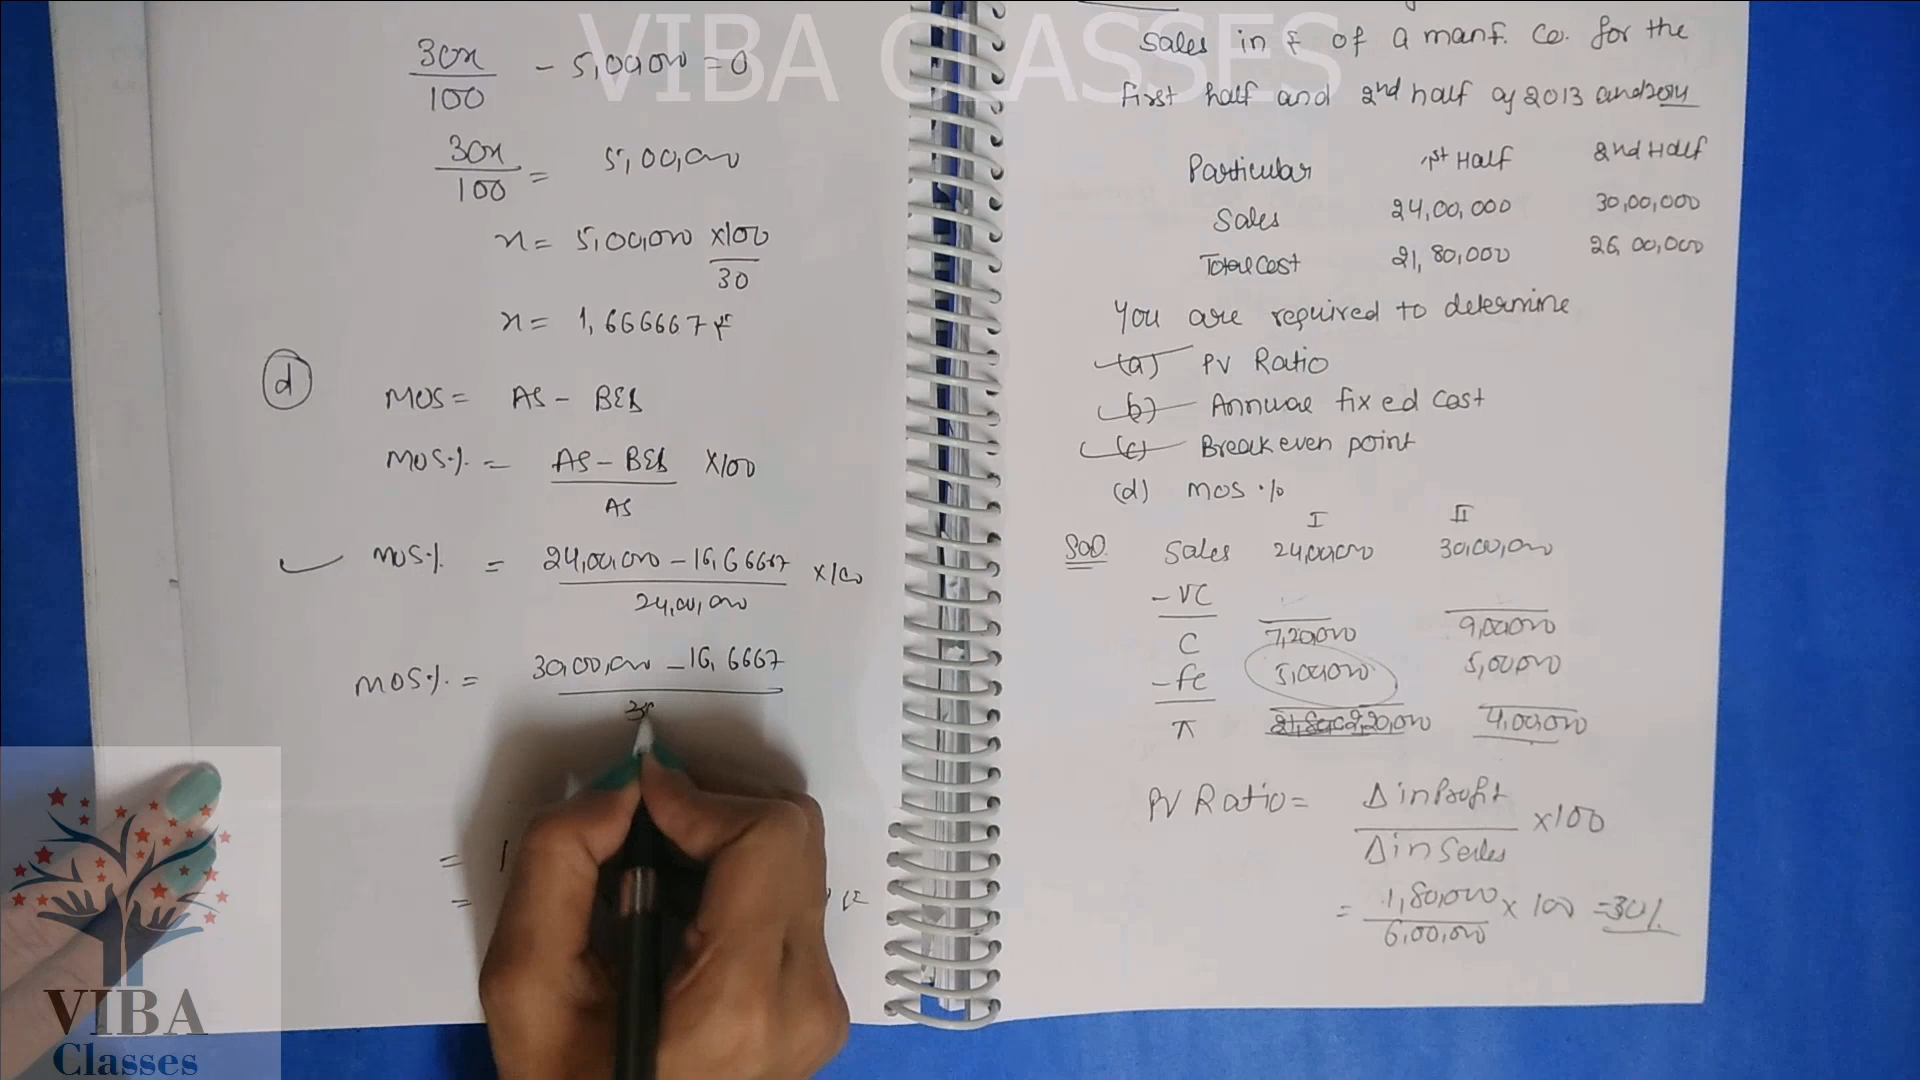 VIBA CLASSES
30x/100 - 5,00,000 = 0
30x/100 = 5,00,000
x = 5,00,000 x100/30
x = 1,666667 ₹
(d)
MOS = AS - BES
MOS % = AS - BES/AS X100
MOS % = 24,00,000 - 16,66667/24,00,000 x100
MOS % = 30,00,000 - 16,6667/
=
=
Sales in ₹ of a manf. Co. for the
first half and 2nd half of 2013 and 2014
Particular 1st Half 2nd Half
Sales 24,00,000 30,00,000
Total cost 21,80,000 26,00,000
You are required to determine
(a) PV Ratio
(b) Annual fixed cost
(c) Break even point
(d) MOS %
I II
Sol. Sales 24,00,000 30,00,000
- VC
C 7,20,000 9,00,000
- FC 5,00,000 5,00,000
π 2,20,000 4,00,000
PV Ratio = Δ in Profit/Δ in Sales x100
= 1,80,000/6,00,000 x 100 = 30%
VIBA
Classes